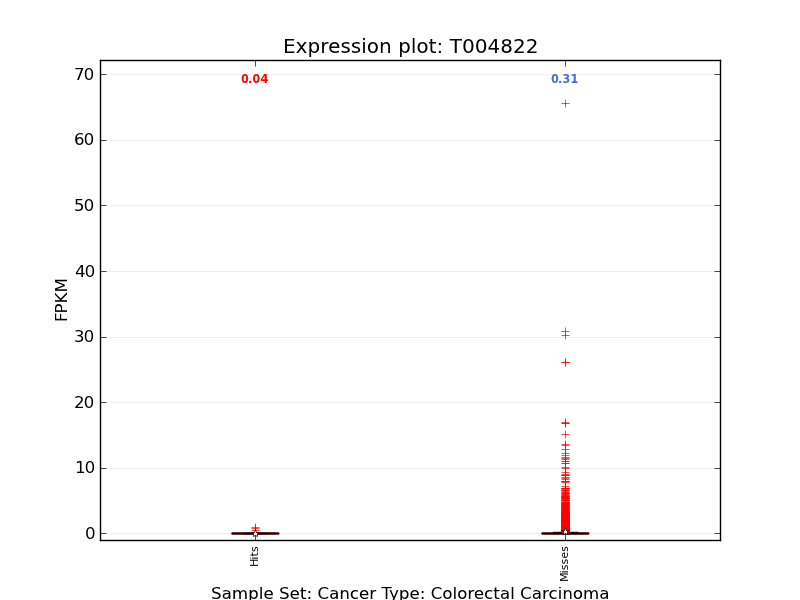 Expression plot: T004822
0.04
0.31
70
60
50
40
30
20
10
0
FPKM
Hits
Misses
Sample Set: Cancer Type: Colorectal Carcinoma